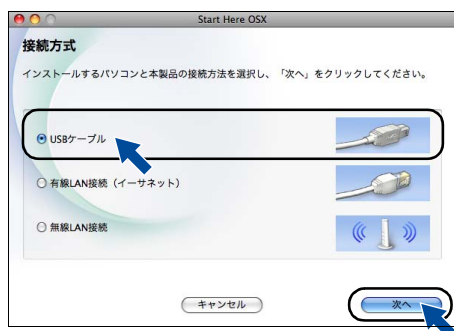 Start Here OSX
接続方式
インストールするパソコンと本製品の接続方法を選択し、「次へ」をクリックしてください。
USBケーブル
有線LAN接続（イーサネット）
無線LAN接続
キャンセル
次へ